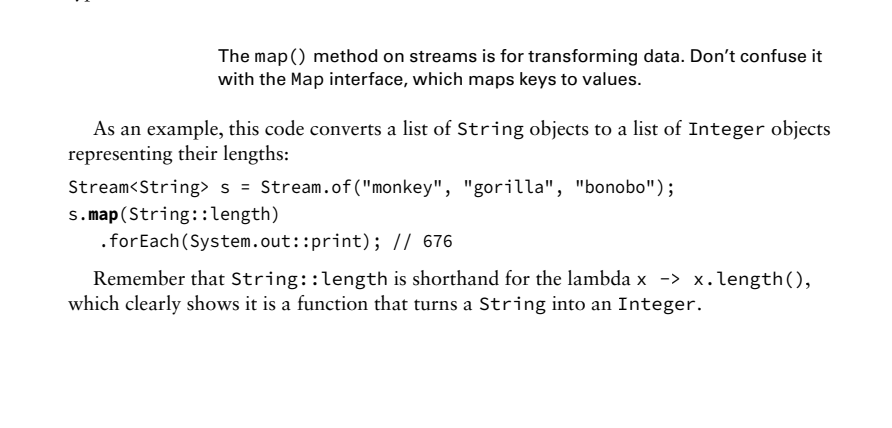 The map() method on streams is for transforming data. Don’t confuse it
with the Map interface, which maps keys to values.
As an example, this code converts a list of String objects to a list of Integer objects
representing their lengths:
Stream<String> s = Stream.of("monkey", "gorilla", "bonobo");
s.map(String::length)
.forEach(System.out::print); // 676
Remember that String::length is shorthand for the lambda x -> x.length(),
which clearly shows it is a function that turns a String into an Integer.